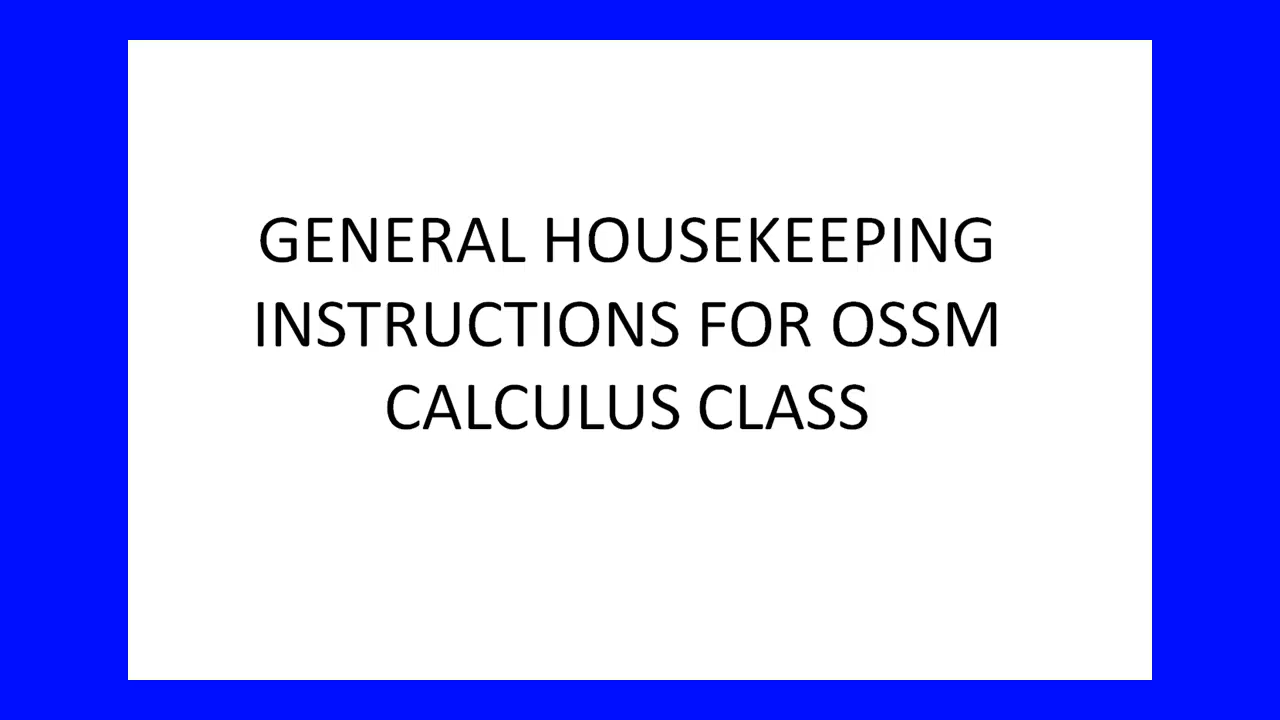 GENERAL HOUSEKEEPING
INSTRUCTIONS FOR OSSM
CALCULUS CLASS